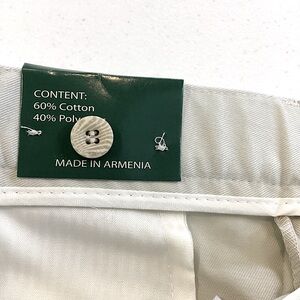 CONTENT:
60% Cotton
40% Poly
MADE IN ARMENIA